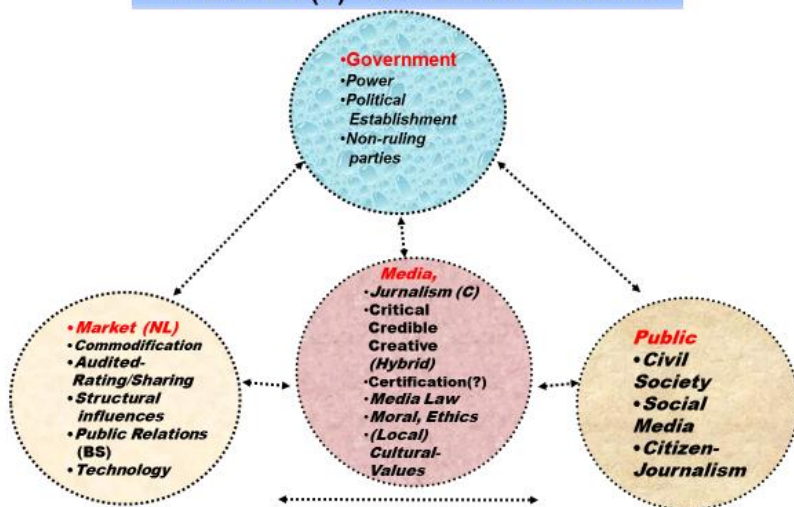 •Government
•Power
•Political
Establishment
•Non-ruling
parties
•Market (NL)
•Commodification
•Audited-
Rating/Sharing
•Structural
influences
•Public Relations
(BS)
•Technology
Media,
•Jurnalism (C)
•Critical
Credible
Creative
(Hybrid)
•Certification(?)
•Media Law
•Moral, Ethics
•(Local)
Cultural-
Values
Public
•Civil
Society
•Social
Media
•Citizen-
Journalism